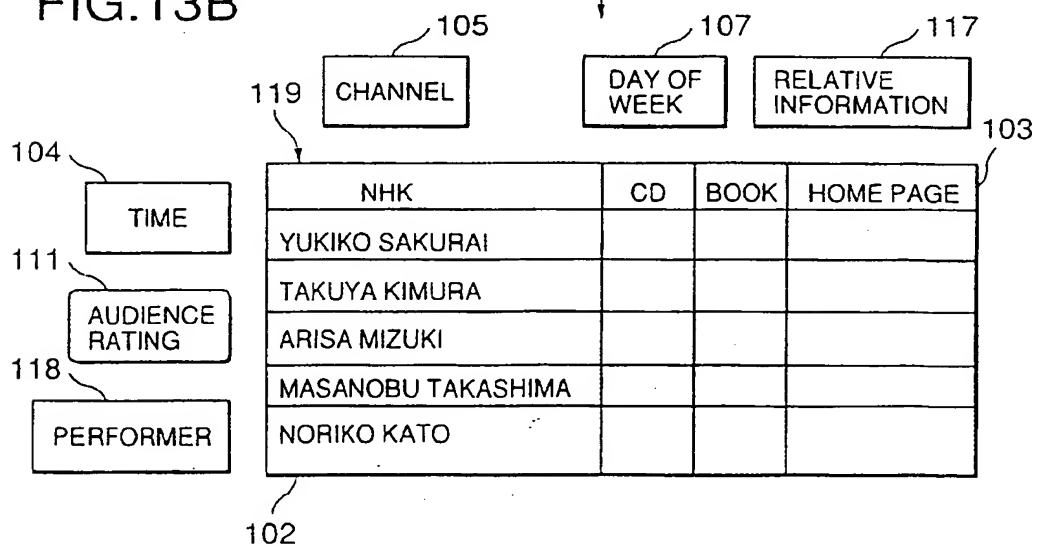 FIG.13B
105
107
117
CHANNEL
DAY OF
WEEK
RELATIVE
INFORMATION
119
103
104
TIME
NHK CD BOOK HOME PAGE
YUKIKO SAKURAI
111
TAKUYA KIMURA
AUDIENCE
RATING
ARISA MIZUKI
118
MASANOBU TAKASHIMA
PERFORMER
NORIKO KATO
102